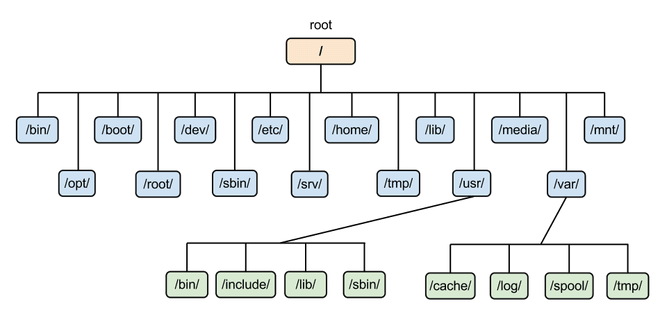 root
/
/bin/
/boot/
/dev/
/etc/
/home/
/lib/
/media/
/mnt/
/opt/
/root/
/sbin/
/srv/
/tmp/
/usr/
/var/
/bin/
/include/
/lib/
/sbin/
/cache/
/log/
/spool/
/tmp/